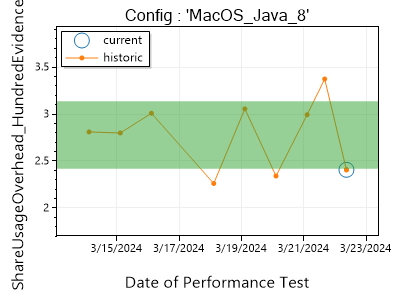 Config : 'MacOS_Java_8'
current
historic
ShareUsageOverhead_HundredEvidence
3.5
3
2.5
2
3/15/2024 3/17/2024 3/19/2024 3/21/2024 3/23/2024
Date of Performance Test